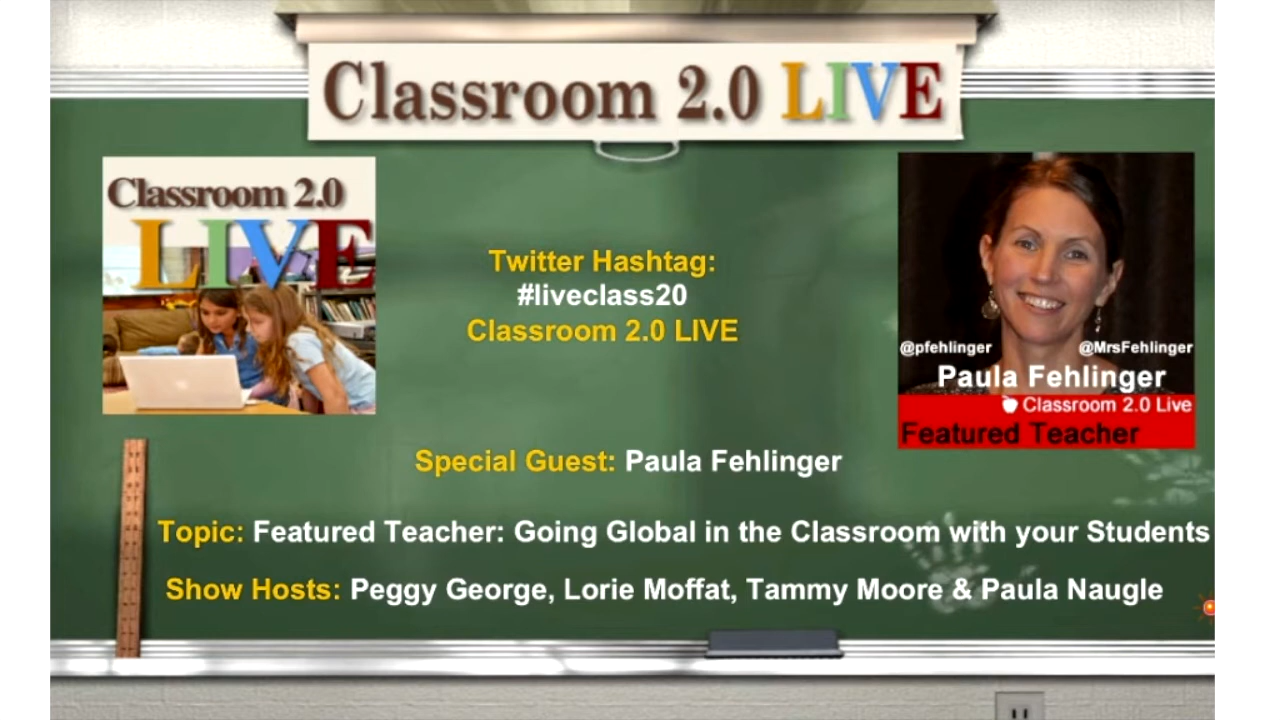 Classroom 2.0 LIVE
Classroom 2.0
LIVE
Twitter Hashtag:
#liveclass20
Classroom 2.0 LIVE
@pfehlinger @MrsFehlinger
Paula Fehlinger
Classroom 2.0 Live
Featured Teacher
Special Guest: Paula Fehlinger
Topic: Featured Teacher: Going Global in the Classroom with your Students
Show Hosts: Peggy George, Lorie Moffat, Tammy Moore & Paula Naugle